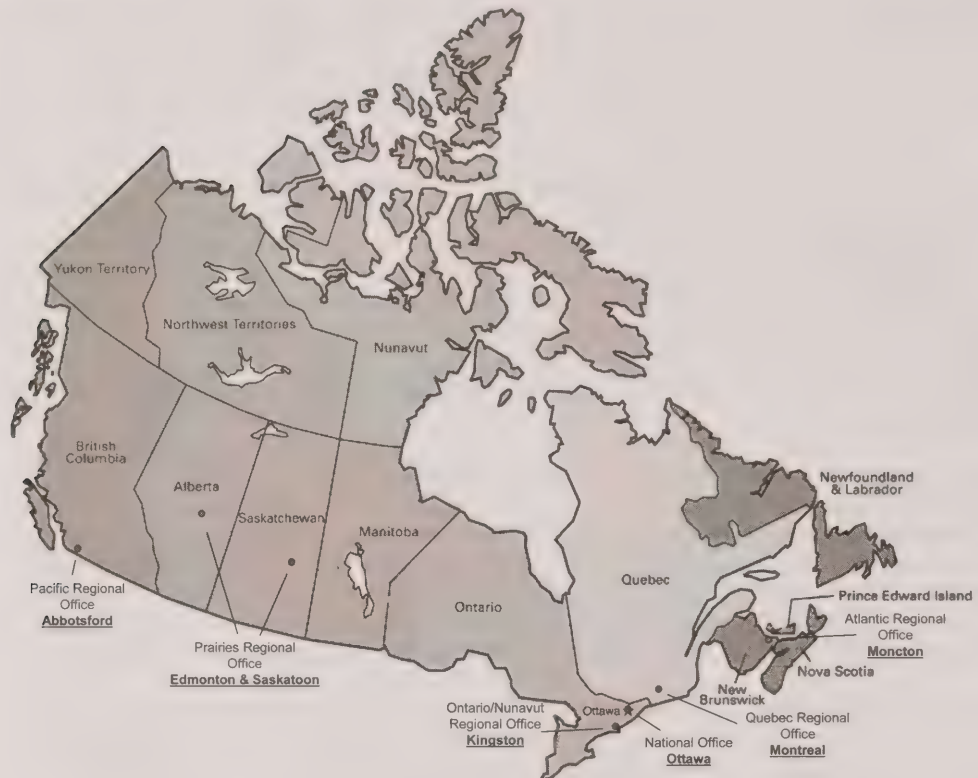 Yukon Territory
Northwest Territories
Nunavut
British
Columbia
Alberta
Saskatchewan
Manitoba
Ontario
Quebec
Newfoundland
& Labrador
Prince Edward Island
Atlantic Regional
Office
Moncton
Nova Scotia
New
Brunswick
Pacific Regional
Office
Abbotsford
Prairies Regional
Office
Edmonton & Saskatoon
Ontario/Nunavut
Regional Office
Kingston
Ottawa
National Office
Ottawa
Quebec Regional
Office
Montreal